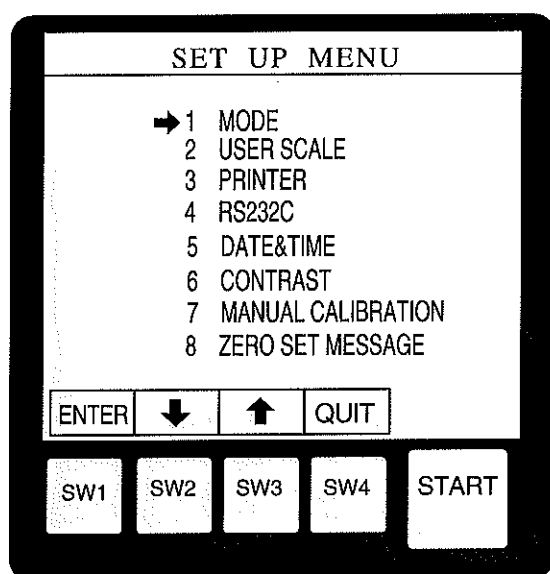 SET UP MENU
➡1 MODE
2 USER SCALE
3 PRINTER
4 RS232C
5 DATE&TIME
6 CONTRAST
7 MANUAL CALIBRATION
8 ZERO SET MESSAGE
ENTER ⬇ ⬆ QUIT
SW1 SW2 SW3 SW4 START